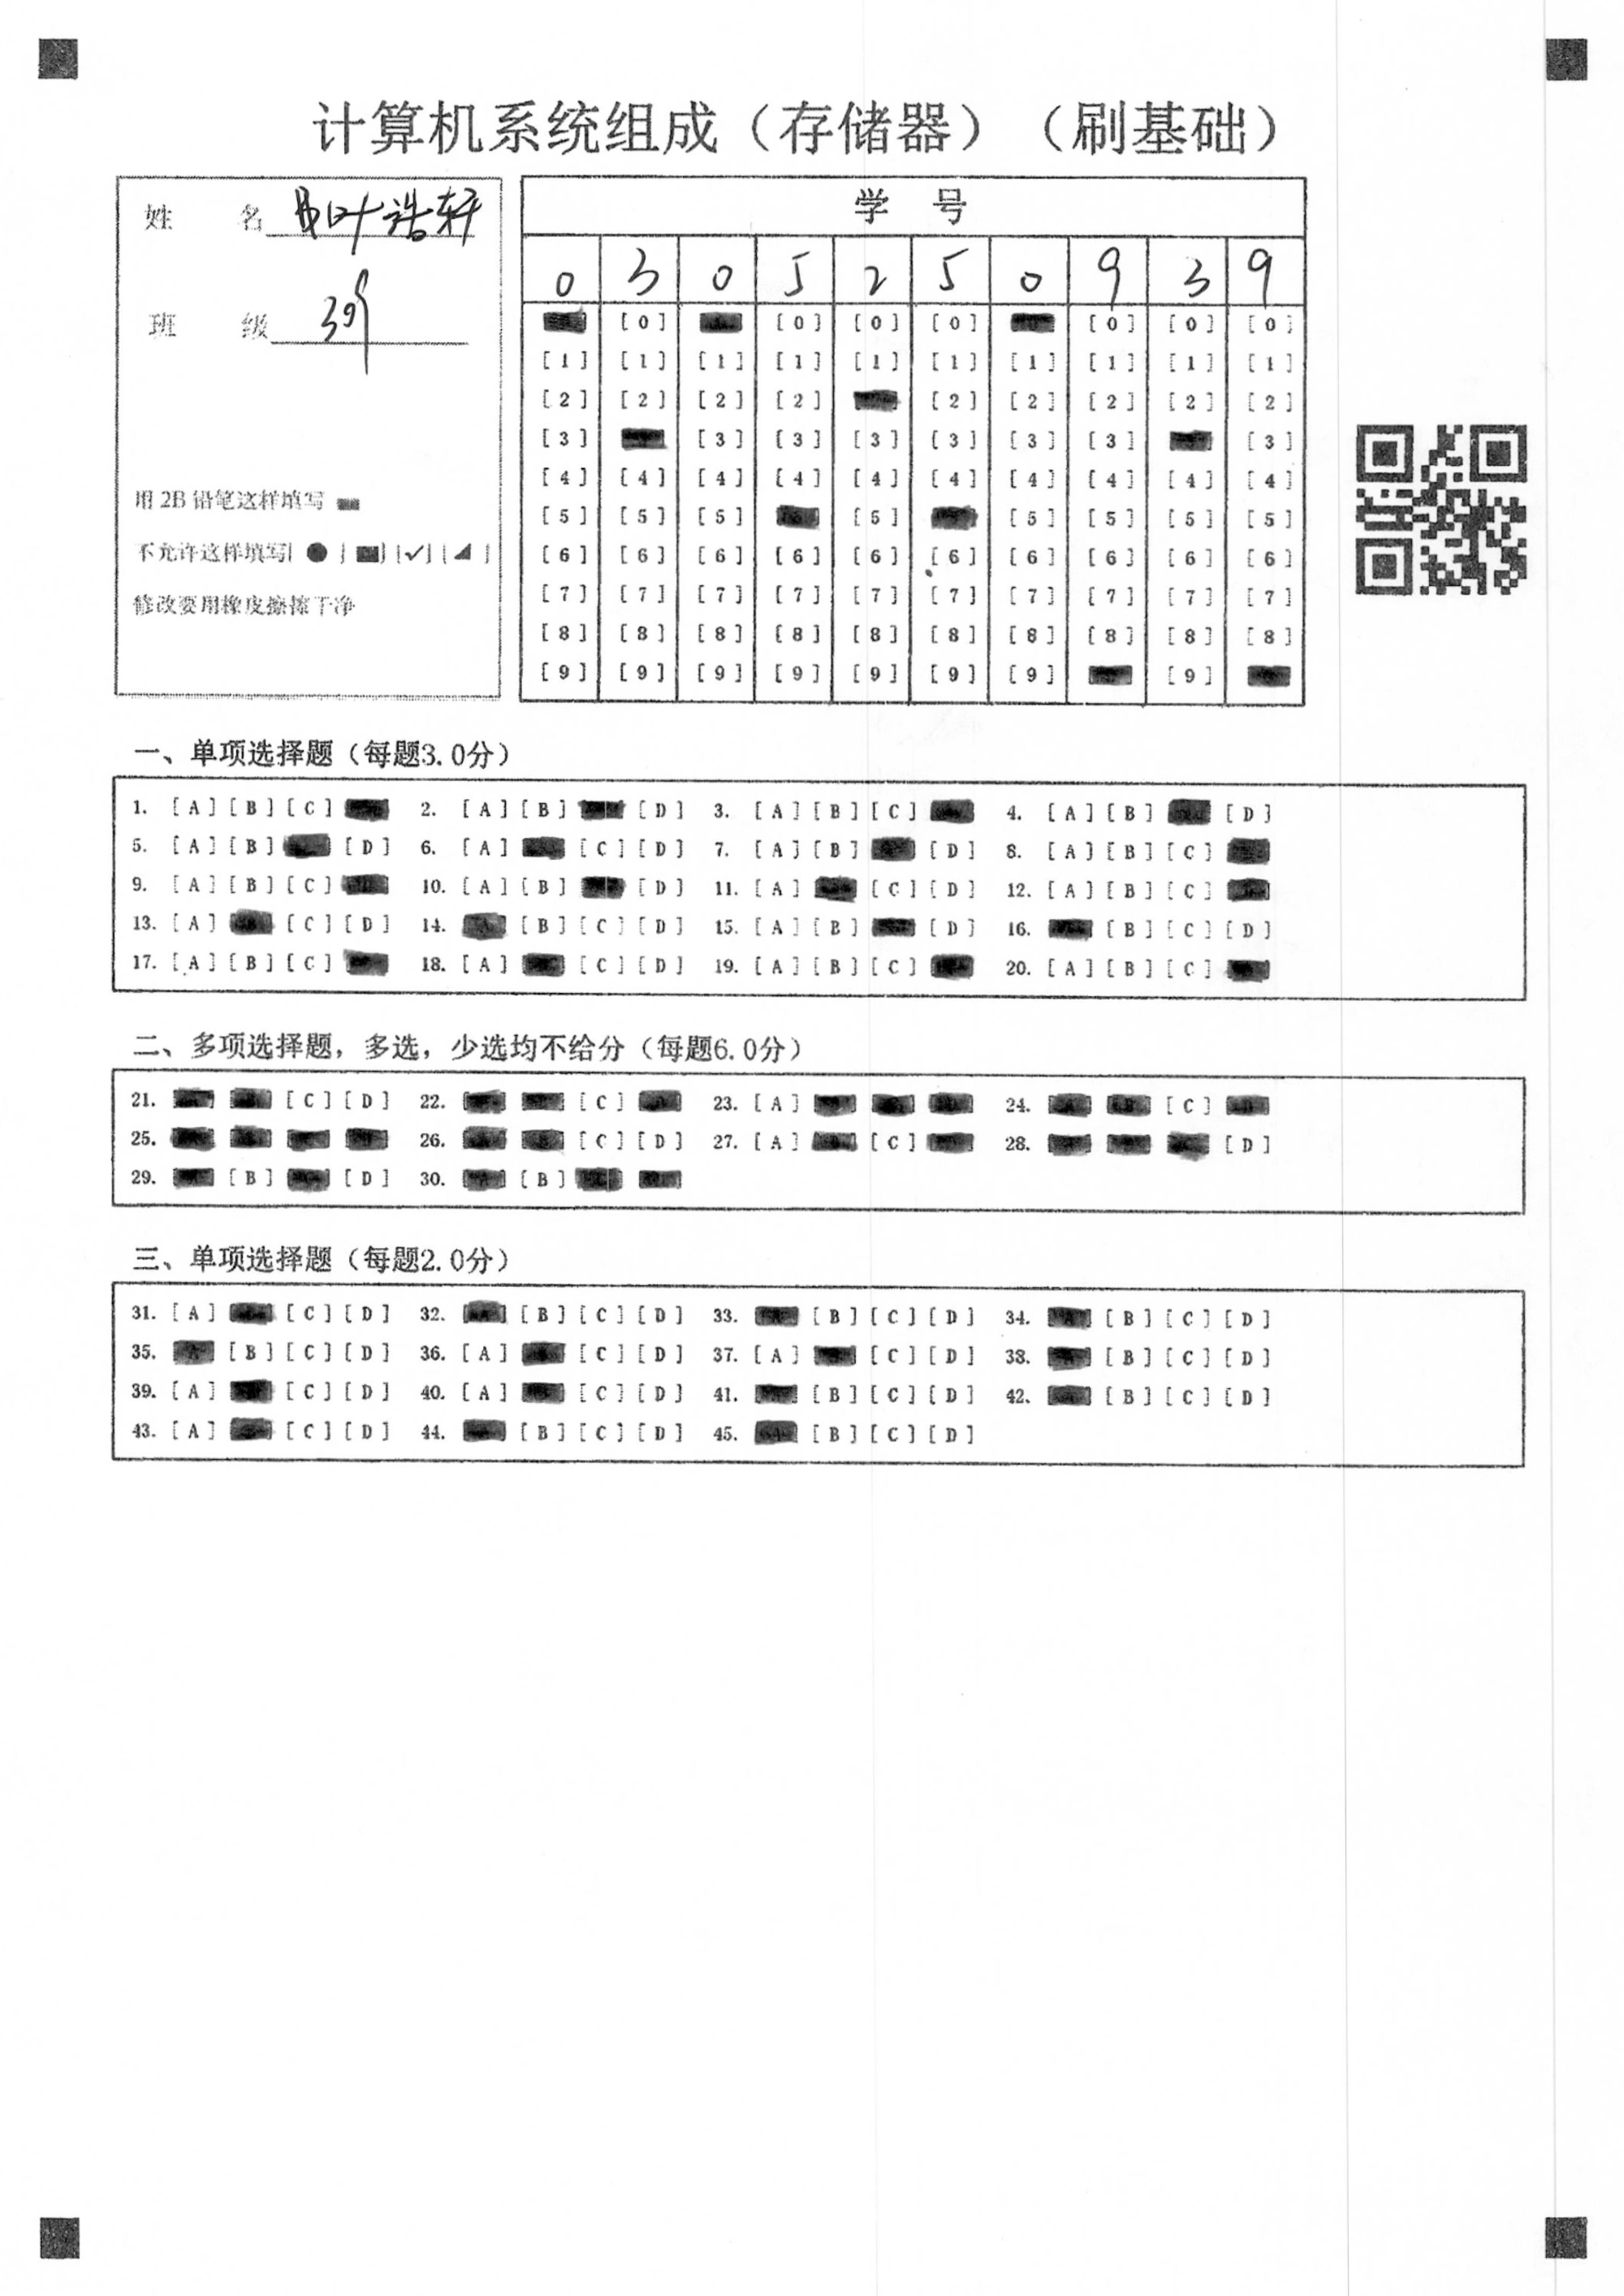 计算机系统组成（存储器）（刷基础）
姓 名 叶浩轩
班 级
用 2B 铅笔这样填写
不允许这样填写[ ● ] [ ■ ] [ ✓ ] [ ◢ ]
修改要用橡皮擦擦干净
学 号
0 3 0 5 2 5 0 9 3 9
[0] [0] [0] [0] [0] [0] [0]
[1] [1] [1] [1] [1] [1] [1] [1] [1] [1]
[2] [2] [2] [2] [2] [2] [2] [2] [2]
[3] [3] [3] [3] [3] [3] [3] [3]
[4] [4] [4] [4] [4] [4] [4] [4] [4] [4]
[5] [5] [5] [5] [5] [5] [5] [5]
[6] [6] [6] [6] [6] [6] [6] [6] [6] [6]
[7] [7] [7] [7] [7] [7] [7] [7] [7] [7]
[8] [8] [8] [8] [8] [8] [8] [8] [8] [8]
[9] [9] [9] [9] [9] [9] [9] [9]
一、单项选择题（每题3.0分）
1. [A] [B] [C] 2. [A] [B] [D] 3. [A] [B] [C] 4. [A] [B] [D]
5. [A] [B] [D] 6. [A] [C] [D] 7. [A] [B] [D] 8. [A] [B] [C]
9. [A] [B] [C] 10. [A] [B] [D] 11. [A] [C] [D] 12. [A] [B] [C]
13. [A] [C] [D] 14. [B] [C] [D] 15. [A] [B] [D] 16. [B] [C] [D]
17. [A] [B] [C] 18. [A] [C] [D] 19. [A] [B] [C] 20. [A] [B] [C]
二、多项选择题，多选，少选均不给分（每题6.0分）
21. [C] [D] 22. [C] 23. [A] 24. [C]
25. 26. [C] [D] 27. [A] [C] 28. [D]
29. [B] [D] 30. [B]
三、单项选择题（每题2.0分）
31. [A] [C] [D] 32. [B] [C] [D] 33. [B] [C] [D] 34. [B] [C] [D]
35. [B] [C] [D] 36. [A] [C] [D] 37. [A] [C] [D] 38. [B] [C] [D]
39. [A] [C] [D] 40. [A] [C] [D] 41. [B] [C] [D] 42. [B] [C] [D]
43. [A] [C] [D] 44. [B] [C] [D] 45. [B] [C] [D]